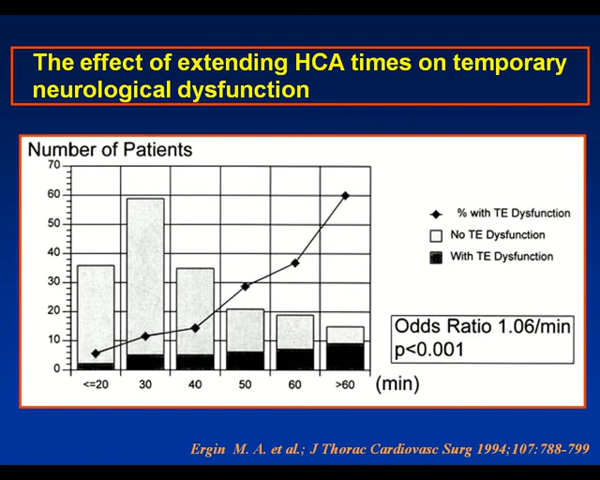 The effect of extending HCA times on temporary
neurological dysfunction
Number of Patients
70
60
50
40
30
20
10
0
<=20 30 40 50 60 >60 (min)
% with TE Dysfunction
No TE Dysfunction
With TE Dysfunction
Odds Ratio 1.06/min
p<0.001
Ergin M. A. et al.; J Thorac Cardiovasc Surg 1994;107:788-799